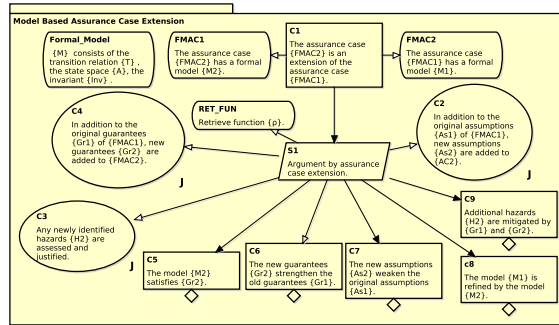 Model Based Assurance Case Extension
Formal_Model
{M} consists of the
transition relation {T} ,
the state space {A}, the
invariant {Inv} .
FMAC1
The assurance case
{FMAC2} has a formal
model {M2}.
C1
The assurance case
{FMAC2} is an
extension of the
assurance case
{FMAC1}.
FMAC2
The assurance case
{FMAC1} has a formal
model {M1}.
C4
In addition to the
original guarantees
{Gr1} of {FMAC1}, new
guarantees {Gr2} are
added to {FMAC2}.
J
RET_FUN
Retrieve function {ρ}.
C2
In addition to the
original assumptions
{As1} of {FMAC1},
new assumptions
{As2} are added to
{AC2}.
J
S1
Argument by assurance
case extension.
C3
Any newly identified
hazards {H2} are
assessed and
justified.
J
C5
The model {M2}
satisfies {Gr2}.
C6
The new guarantees
{Gr2} strengthen the
old guarantees {Gr1}.
C7
The new assumptions
{As2} weaken the
original assumptions
{As1}.
C9
Additional hazards
{H2} are mitigated by
{Gr1} and {Gr2}.
c8
The model {M1} is
refined by the model
{M2}.